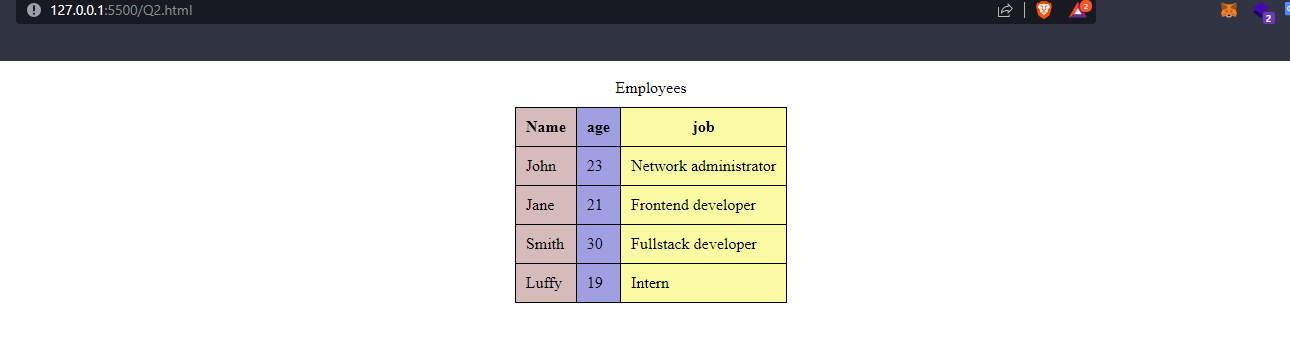 127.0.0.1:5500/Q2.html
2
2
Employees
Name age job
John 23 Network administrator
Jane 21 Frontend developer
Smith 30 Fullstack developer
Luffy 19 Intern